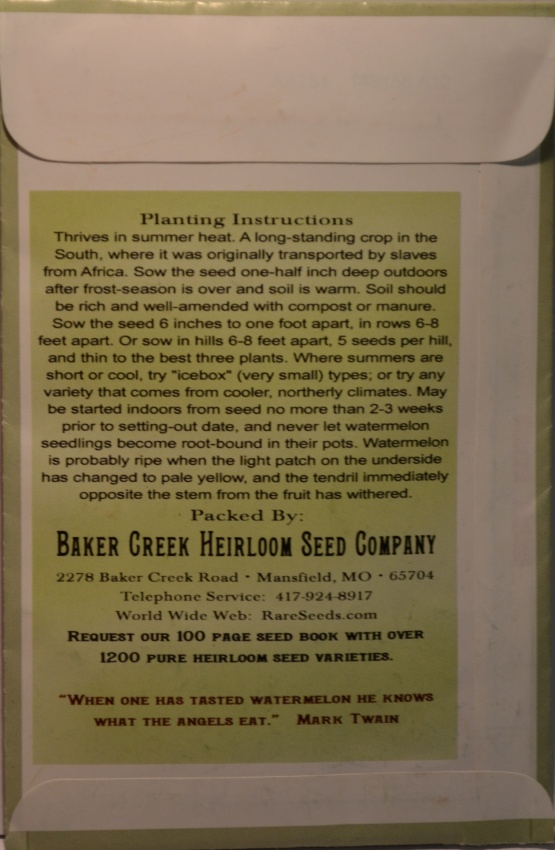 Planting Instructions
Thrives in summer heat. A long-standing crop in the
South, where it was originally transported by slaves
from Africa. Sow the seed one-half inch deep outdoors
after frost-season is over and soil is warm. Soil should
be rich and well-amended with compost or manure.
Sow the seed 6 inches to one foot apart, in rows 6-8
feet apart. Or sow in hills 6-8 feet apart, 5 seeds per hill,
and thin to the best three plants. Where summers are
short or cool, try "icebox" (very small) types; or try any
variety that comes from cooler, northerly climates. May
be started indoors from seed no more than 2-3 weeks
prior to setting-out date, and never let watermelon
seedlings become root-bound in their pots. Watermelon
is probably ripe when the light patch on the underside
has changed to pale yellow, and the tendril immediately
opposite the stem from the fruit has withered.
Packed By:
BAKER CREEK HEIRLOOM SEED COMPANY
2278 Baker Creek Road · Mansfield, MO · 65704
Telephone Service: 417-924-8917
World Wide Web: RareSeeds.com
REQUEST OUR 100 PAGE SEED BOOK WITH OVER
1200 PURE HEIRLOOM SEED VARIETIES.
"WHEN ONE HAS TASTED WATERMELON HE KNOWS
WHAT THE ANGELS EAT." MARK TWAIN